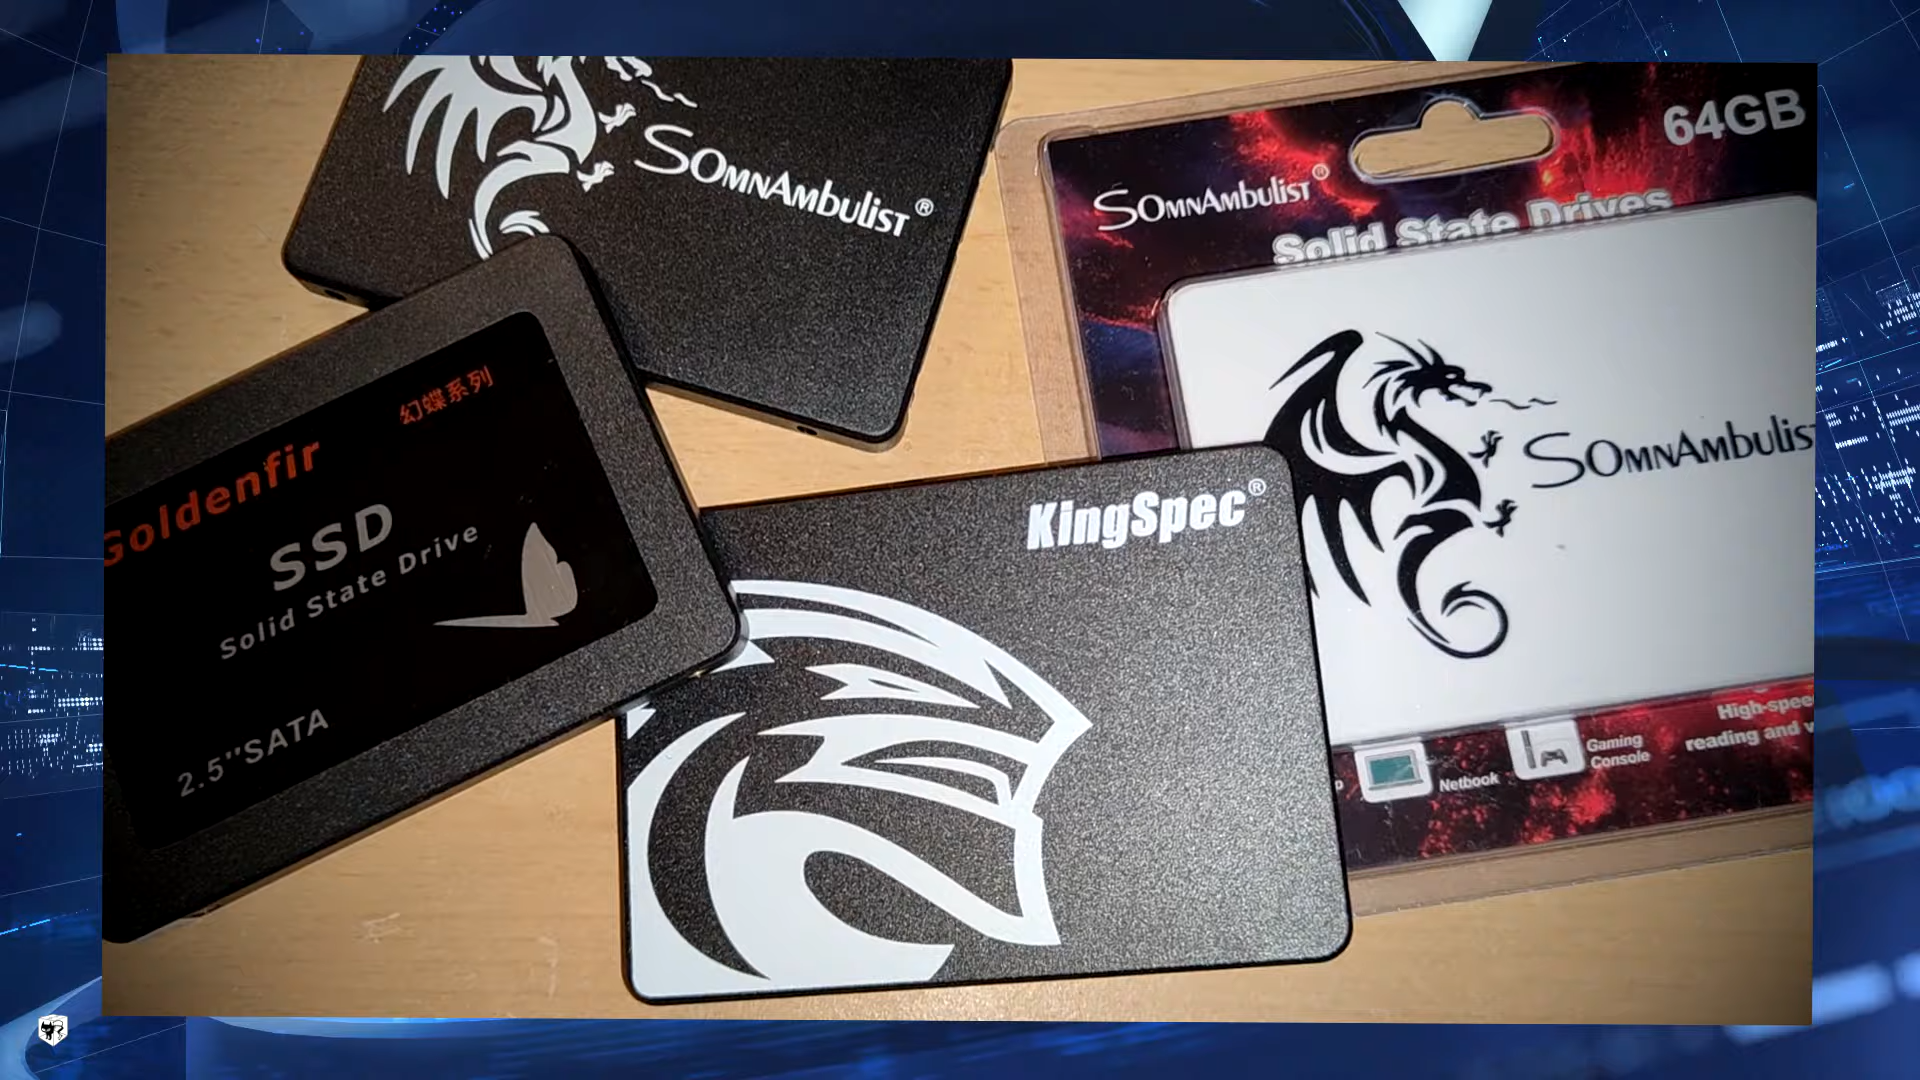 SOMNAMBULIST®
64GB
SOMNAMBULIST®
Solid State Drives
幻蝶系列
Goldenfir
SSD
Solid State Drive
2.5''SATA
KingSpec®
SOMNAMBULIS
High-spee
reading and
Gaming
Console
Netbook